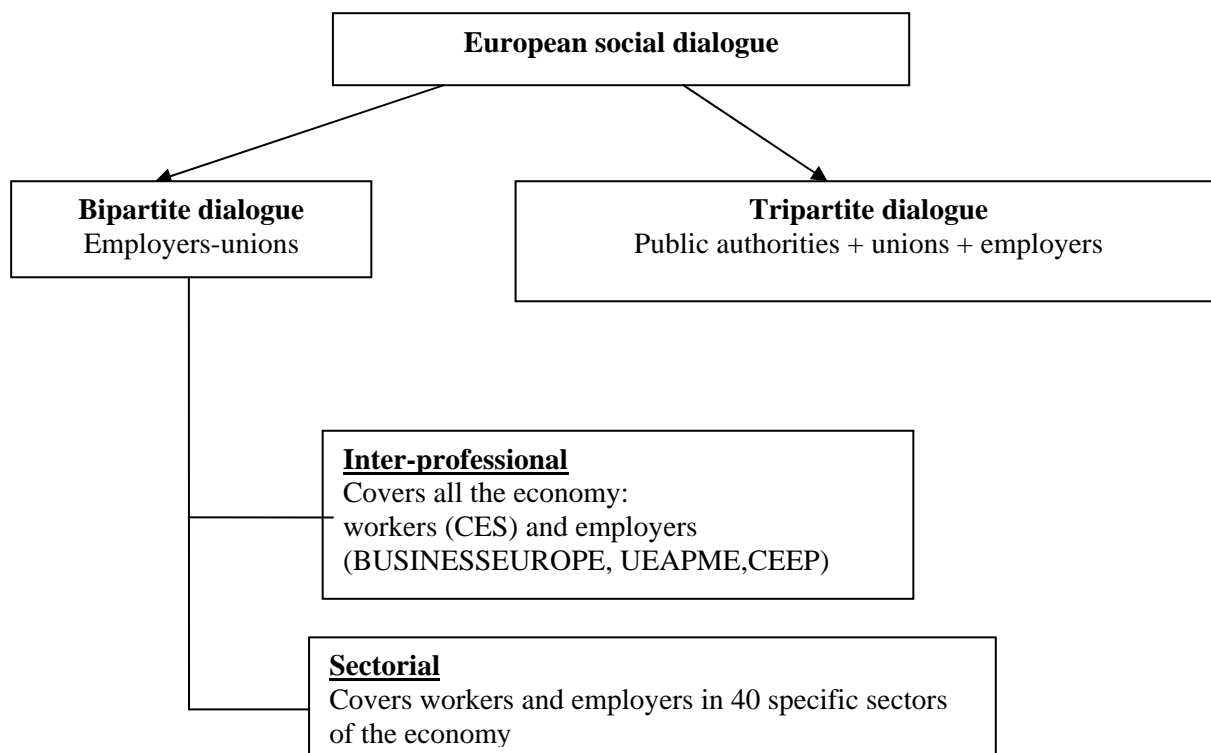 European social dialogue
Bipartite dialogue
Employers-unions
Tripartite dialogue
Public authorities + unions + employers
Inter-professional
Covers all the economy:
workers (CES) and employers
(BUSINESSEUROPE, UEAPME,CEEP)
Sectorial
Covers workers and employers in 40 specific sectors
of the economy